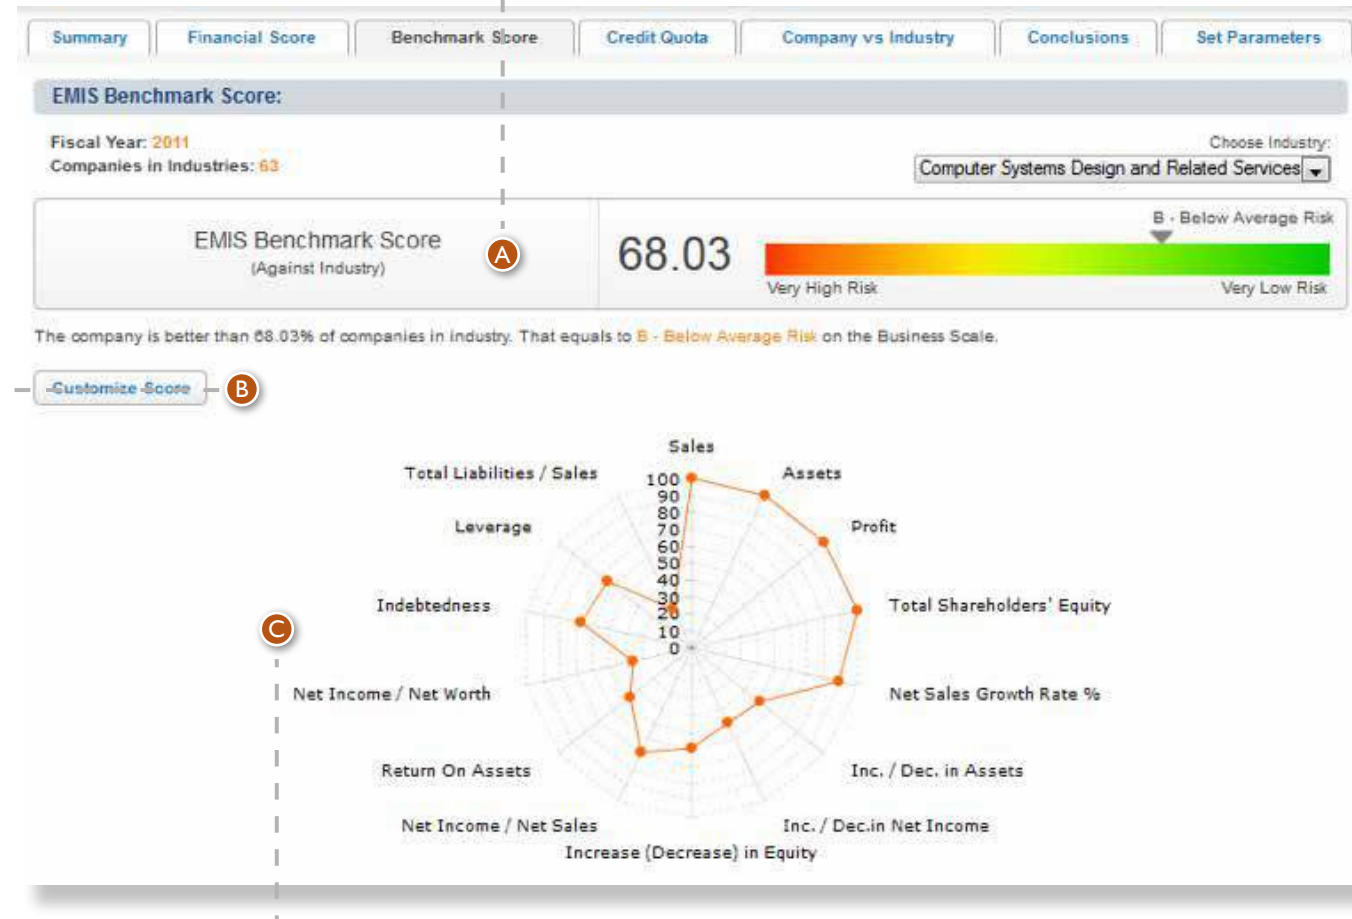 Summary Financial Score Benchmark Score Credit Quota Company vs Industry Conclusions Set Parameters
EMIS Benchmark Score:
Fiscal Year: 2011
Choose Industry:
Companies in Industries: 63
Computer Systems Design and Related Services
B - Below Average Risk
EMIS Benchmark Score
(Against Industry)
A
68.03
Very High Risk Very Low Risk
The company is better than 68.03% of companies in industry. That equals to B - Below Average Risk on the Business Scale.
Customize Score
B
Sales
Total Liabilities / Sales
Assets
100
90
80
70
60
50
40
30
20
10
0
Leverage
Profit
Indebtedness
Total Shareholders' Equity
C
Net Income / Net Worth
Net Sales Growth Rate %
Return On Assets
Inc. / Dec. in Assets
Net Income / Net Sales
Inc. / Dec.in Net Income
Increase (Decrease) in Equity